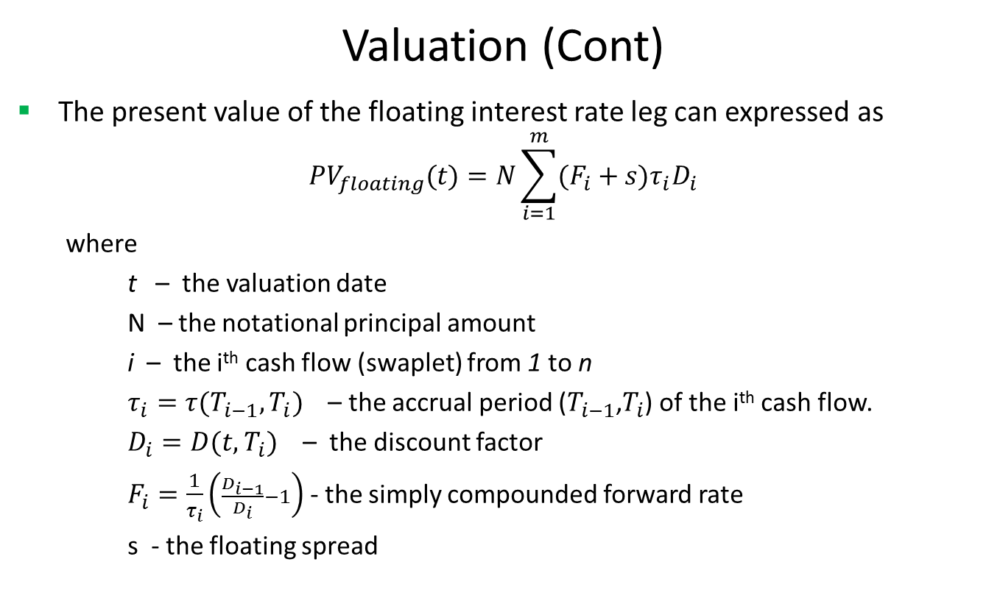 Valuation (Cont)
▪ The present value of the floating interest rate leg can expressed as
$PV_{floating}(t) = N \sum_{i=1}^{m} (F_i + s)\tau_i D_i$
where
t – the valuation date
N – the notational principal amount
i – the i^{th} cash flow (swaplet) from 1 to n
$\tau_i = \tau(T_{i-1}, T_i)$ – the accrual period ($T_{i-1}$,$T_i$) of the i^{th} cash flow.
$D_i = D(t, T_i)$ – the discount factor
$F_i = \frac{1}{\tau_i}\left(\frac{D_{i-1}}{D_i} - 1\right)$ - the simply compounded forward rate
s - the floating spread